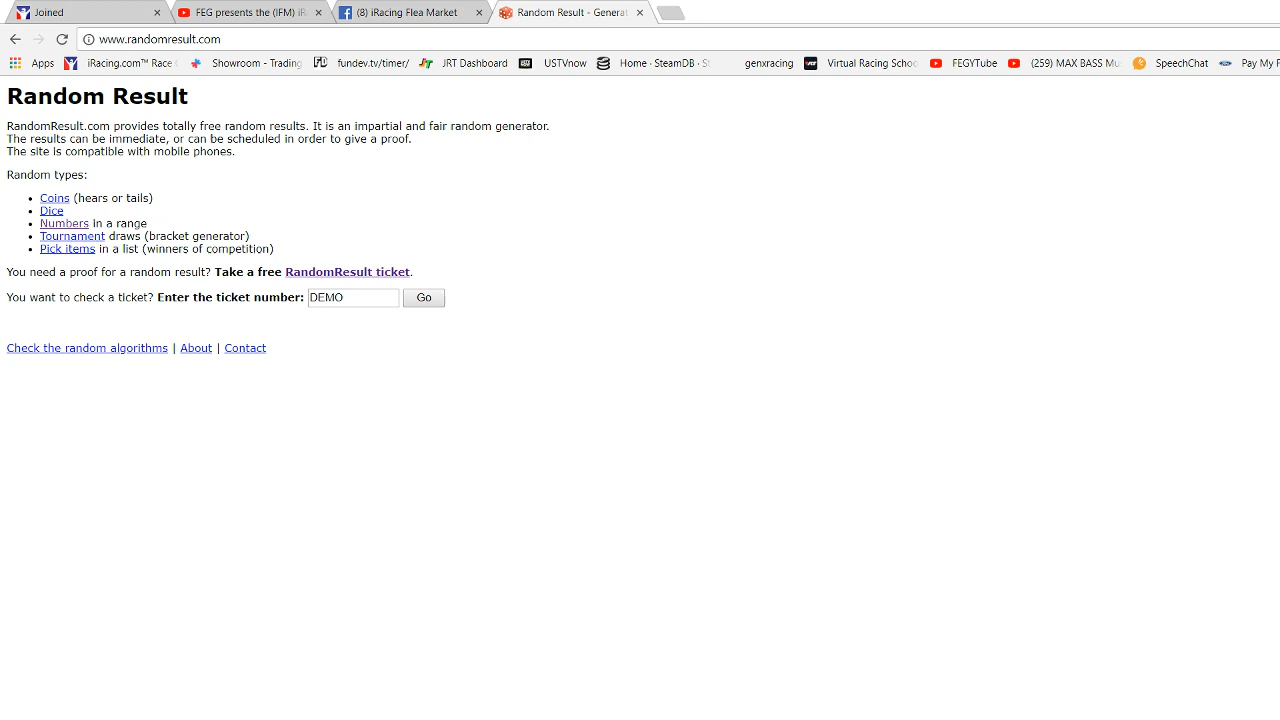 Joined
FEG presents the (IFM) iR
(8) iRacing Flea Market
Random Result - Generat
www.randomresult.com
Apps
iRacing.com™ Race
Showroom - Trading
fundev.tv/timer/
JRT Dashboard
USTVnow
Home · SteamDB · S
genxracing
Virtual Racing Schoo
FEGYTube
(259) MAX BASS Mu
SpeechChat
Pay My F
Random Result
RandomResult.com provides totally free random results. It is an impartial and fair random generator.
The results can be immediate, or can be scheduled in order to give a proof.
The site is compatible with mobile phones.
Random types:
Coins (hears or tails)
Dice
Numbers in a range
Tournament draws (bracket generator)
Pick items in a list (winners of competition)
You need a proof for a random result? Take a free RandomResult ticket.
You want to check a ticket? Enter the ticket number: DEMO Go
Check the random algorithms | About | Contact